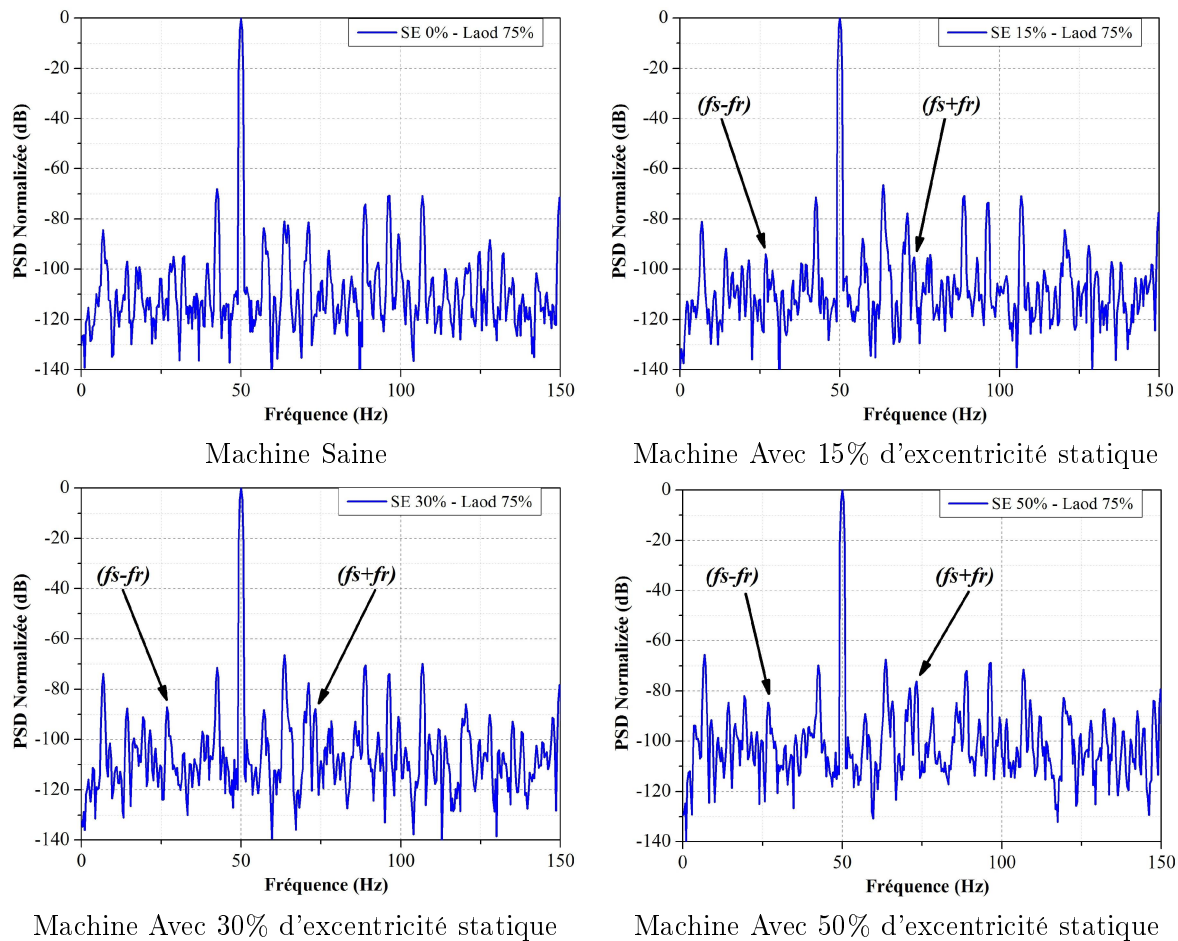 SE 0% - Laod 75%
PSD Normalizée (dB)
0
-20
-40
-60
-80
-100
-120
-140
0
50
100
150
Fréquence (Hz)
Machine Saine
SE 15% - Laod 75%
(fs-fr)
(fs+fr)
PSD Normalizée (dB)
0
-20
-40
-60
-80
-100
-120
-140
0
50
100
150
Fréquence (Hz)
Machine Avec 15% d'excentricité statique
SE 30% - Laod 75%
(fs-fr)
(fs+fr)
PSD Normalizée (dB)
0
-20
-40
-60
-80
-100
-120
-140
0
50
100
150
Fréquence (Hz)
Machine Avec 30% d'excentricité statique
SE 50% - Laod 75%
(fs-fr)
(fs+fr)
PSD Normalizée (dB)
0
-20
-40
-60
-80
-100
-120
-140
0
50
100
150
Fréquence (Hz)
Machine Avec 50% d'excentricité statique